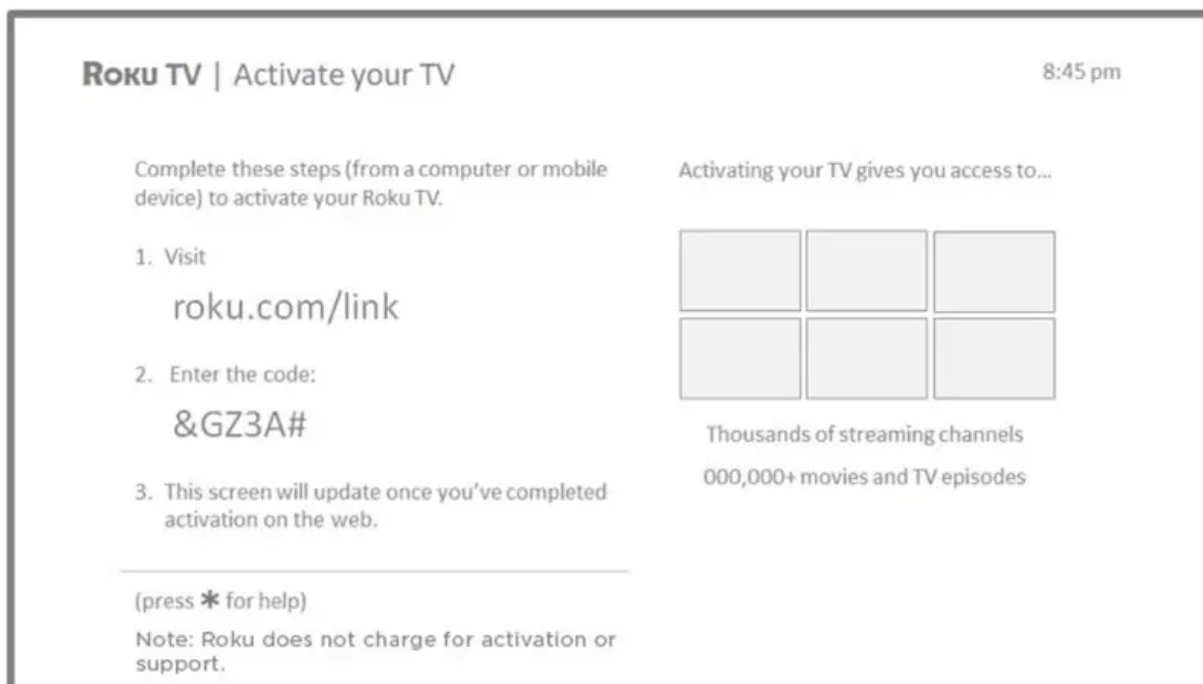 ROKU TV | Activate your TV
8:45 pm
Complete these steps (from a computer or mobile
device) to activate your Roku TV.
1. Visit
roku.com/link
2. Enter the code:
&GZ3A#
3. This screen will update once you've completed
activation on the web.
(press * for help)
Note: Roku does not charge for activation or
support.
Activating your TV gives you access to...
Thousands of streaming channels
000,000+ movies and TV episodes